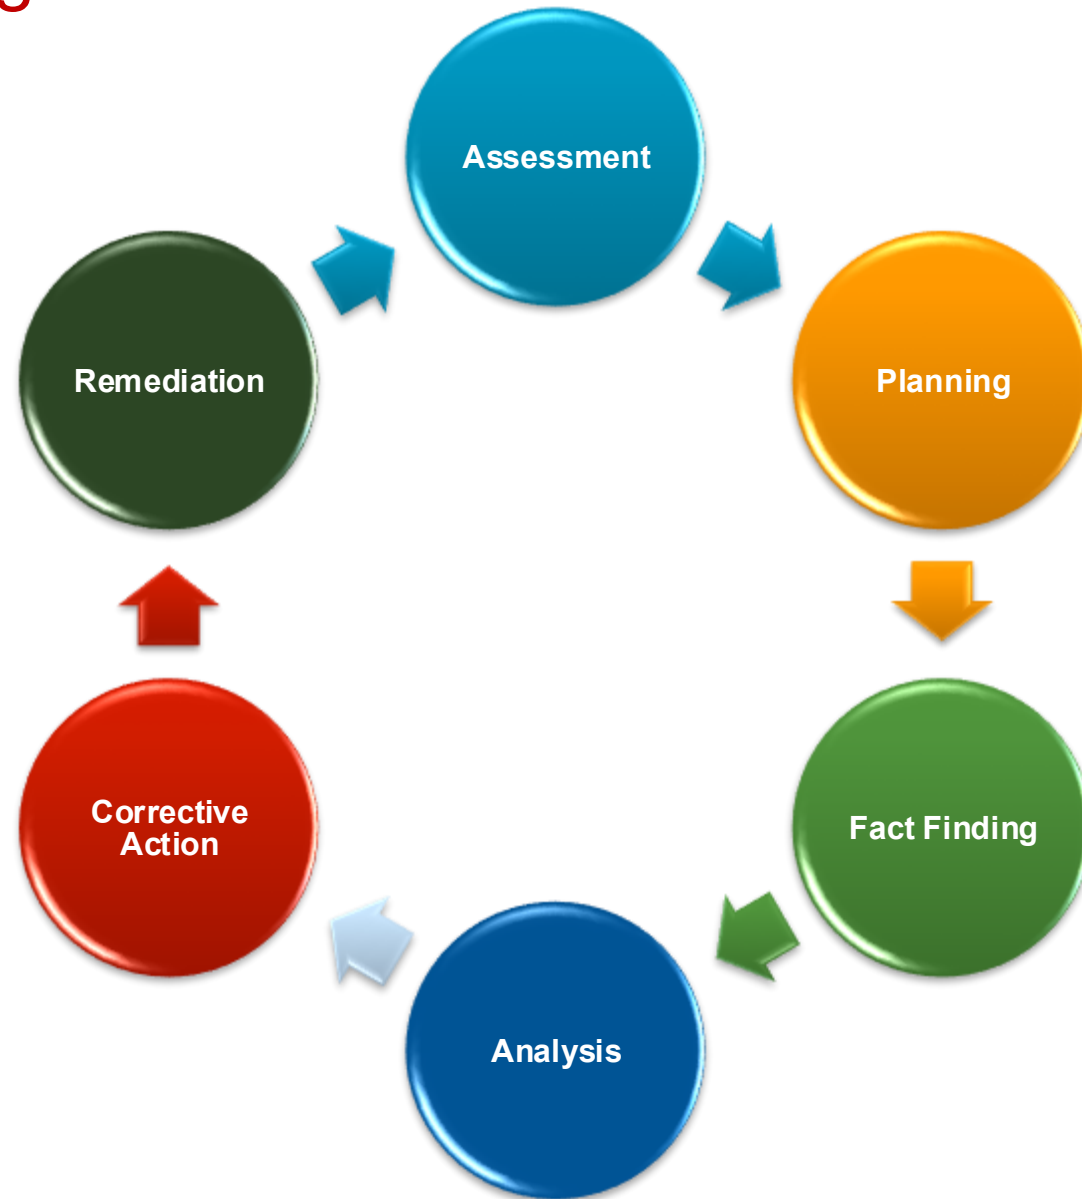 Assessment
Planning
Fact Finding
Analysis
Corrective
Action
Remediation